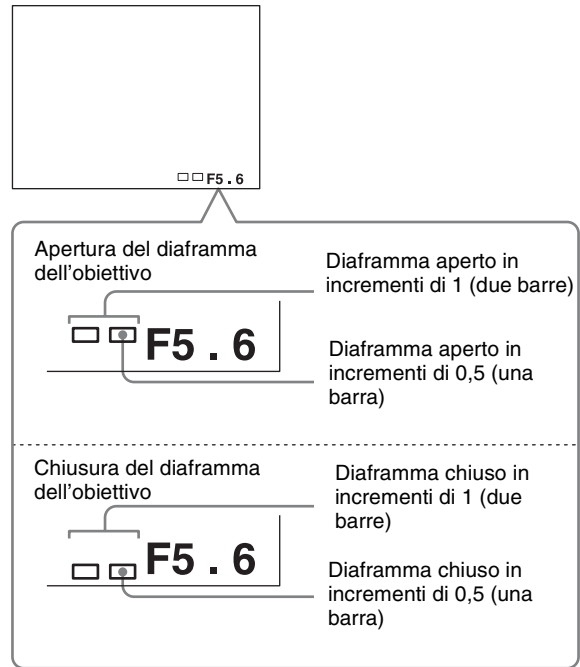 F5.6
Apertura del diaframma
dell'obiettivo
Diaframma aperto in
incrementi di 1 (due barre)
F5 . 6
Diaframma aperto in
incrementi di 0,5 (una
barra)
Chiusura del diaframma
dell'obiettivo
Diaframma chiuso in
incrementi di 1 (due
barre)
F5 . 6
Diaframma chiuso in
incrementi di 0,5 (una
barra)